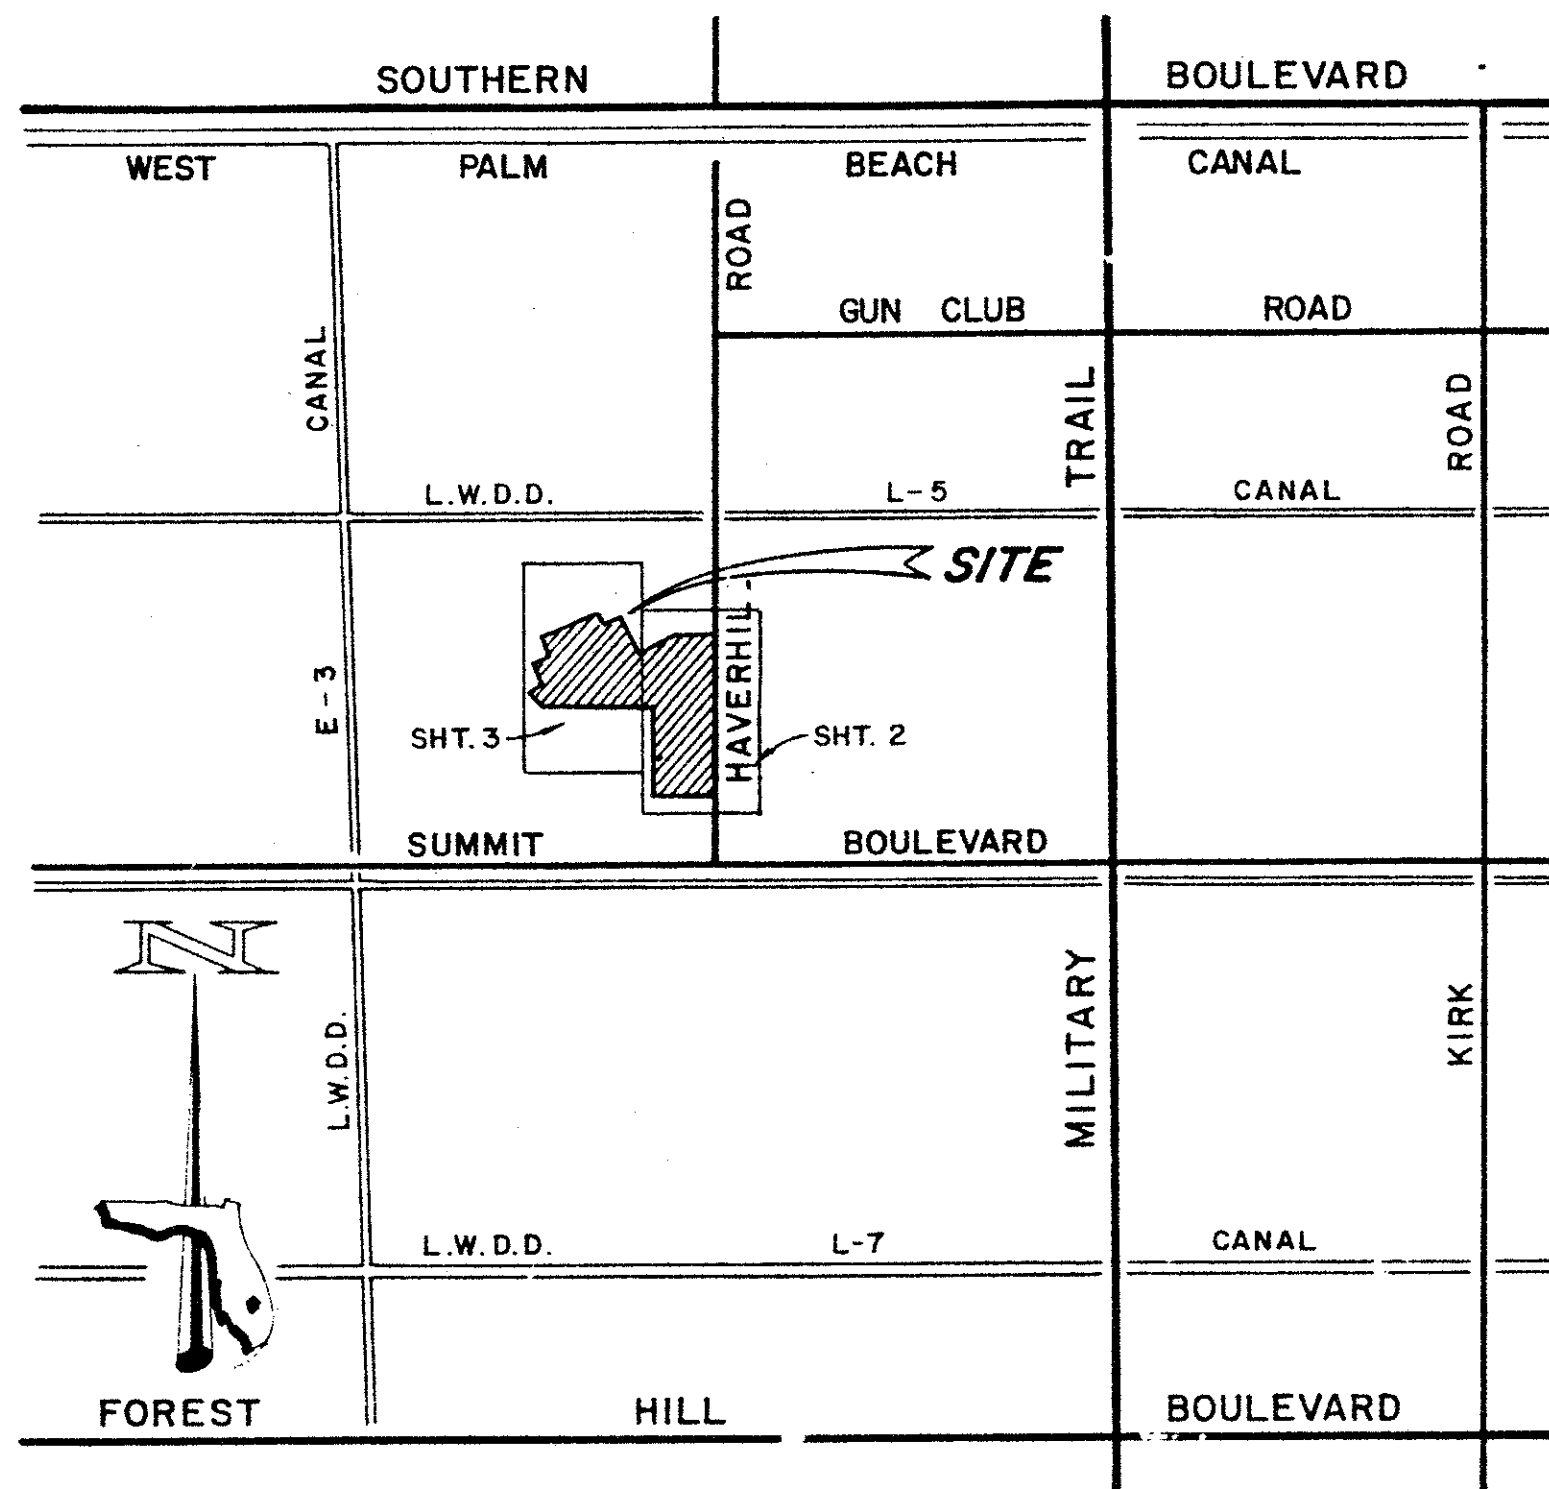 SOUTHERN BOULEVARD
WEST PALM BEACH CANAL
ROAD
GUN CLUB ROAD
CANAL
TRAIL
ROAD
L.W.D.D. L-5 CANAL
SITE
HAVERHIL
E-3
SHT. 3
SHT. 2
SUMMIT BOULEVARD
N
L.W.D.D.
MILITARY
KIRK
L.W.D.D. L-7 CANAL
FOREST HILL BOULEVARD